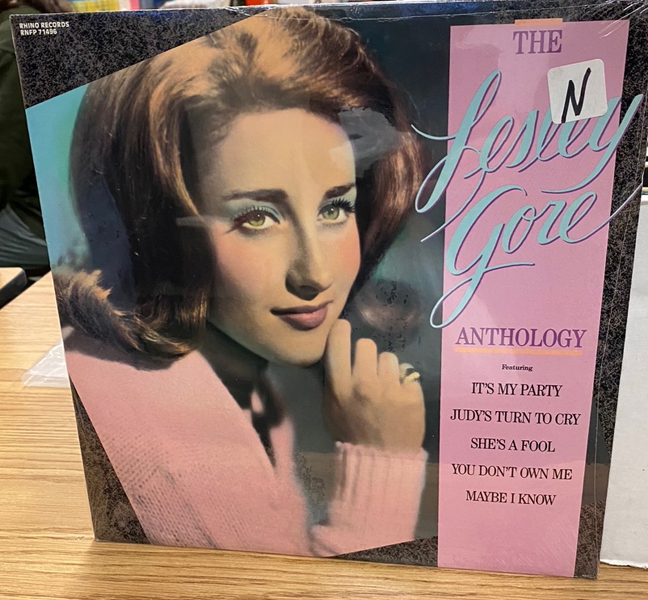 RHINO RECORDS
RNFP 71496
THE
N
Lesley
Gore
ANTHOLOGY
Featuring
IT'S MY PARTY
JUDY'S TURN TO CRY
SHE'S A FOOL
YOU DON'T OWN ME
MAYBE I KNOW